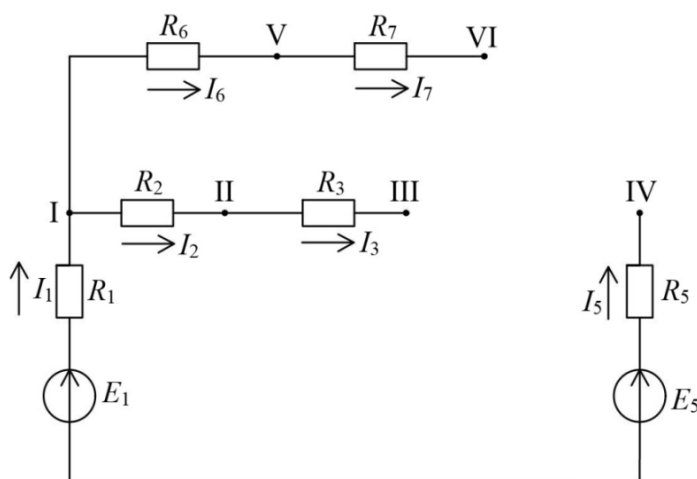 R6 V R7 VI
I6 I7
I R2 II R3 III IV
I2 I3
I1 R1 I5 R5
E1 E5